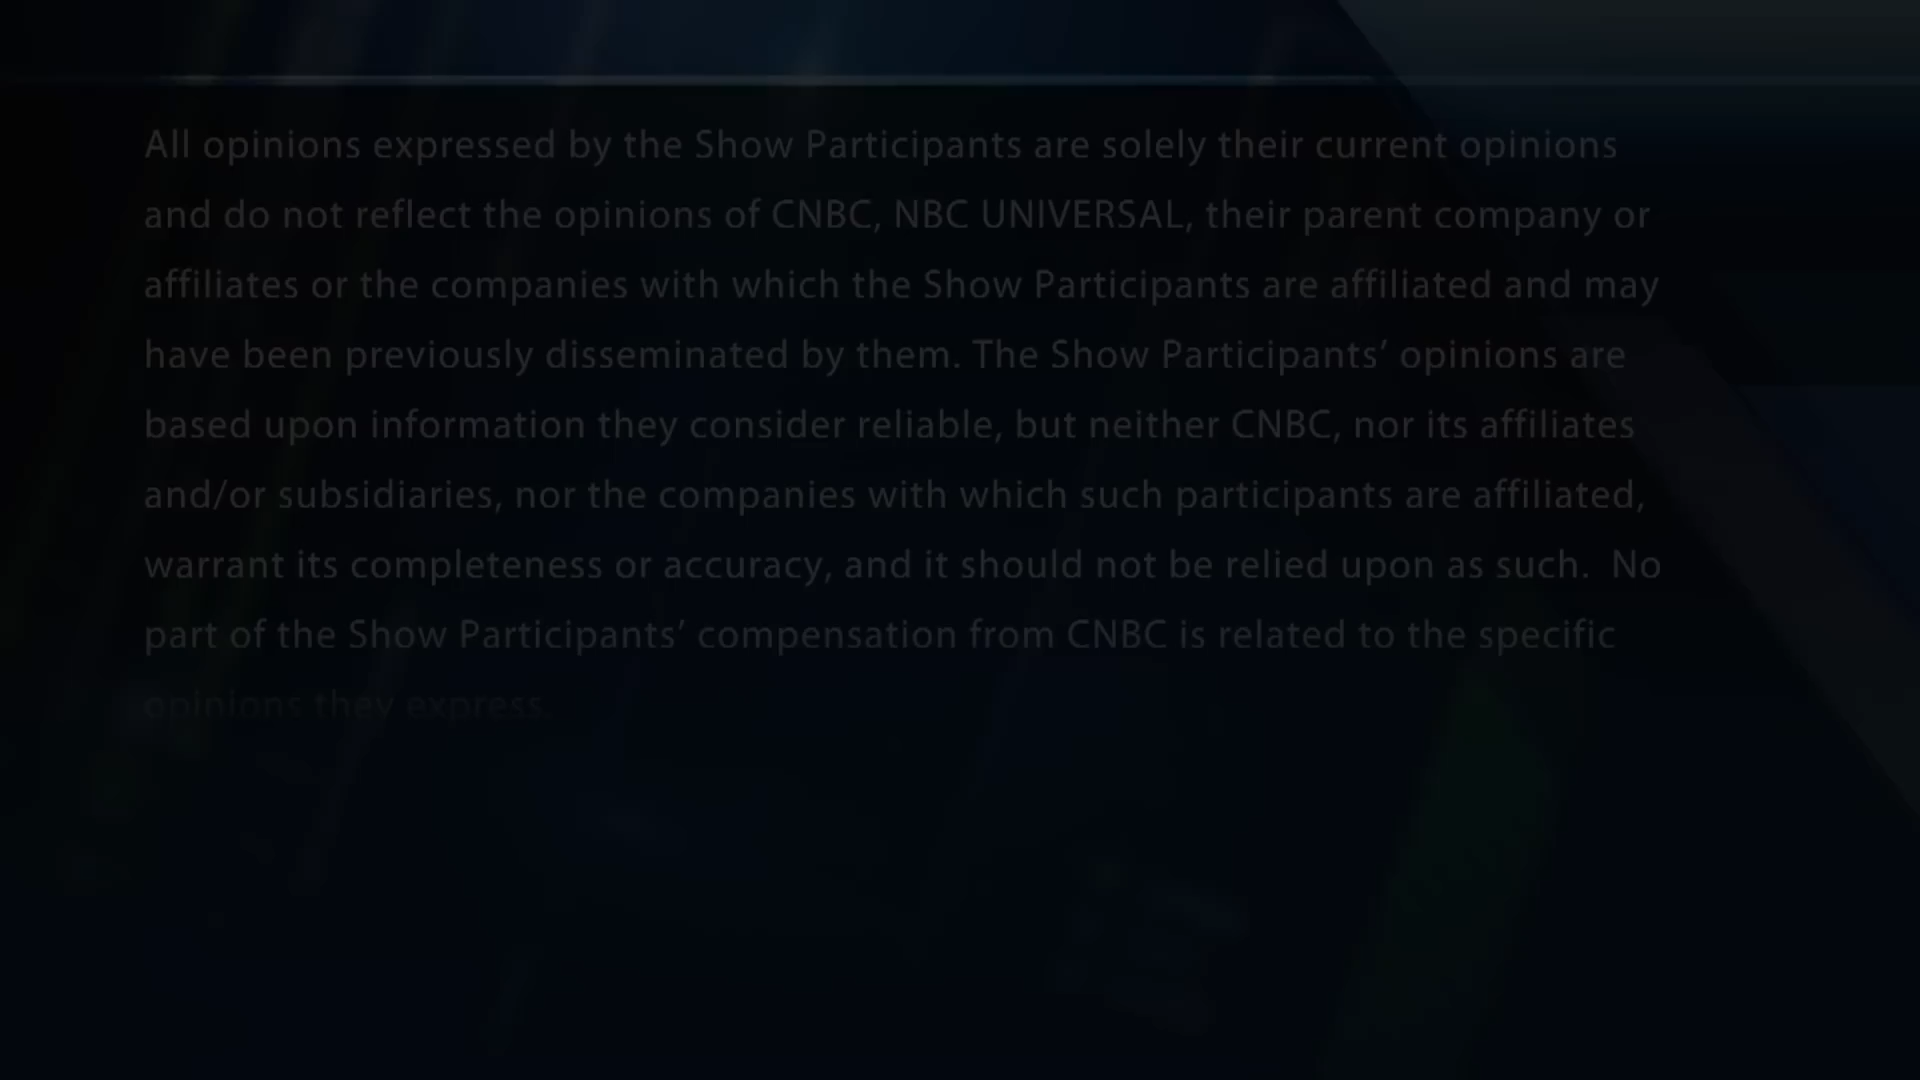 All opinions expressed by the Show Participants are solely their current opinions
and do not reflect the opinions of CNBC, NBC UNIVERSAL, their parent company or
affiliates or the companies with which the Show Participants are affiliated and may
have been previously disseminated by them. The Show Participants’ opinions are
based upon information they consider reliable, but neither CNBC, nor its affiliates
and/or subsidiaries, nor the companies with which such participants are affiliated,
warrant its completeness or accuracy, and it should not be relied upon as such.  No
part of the Show Participants’ compensation from CNBC is related to the specific
opinions they express.